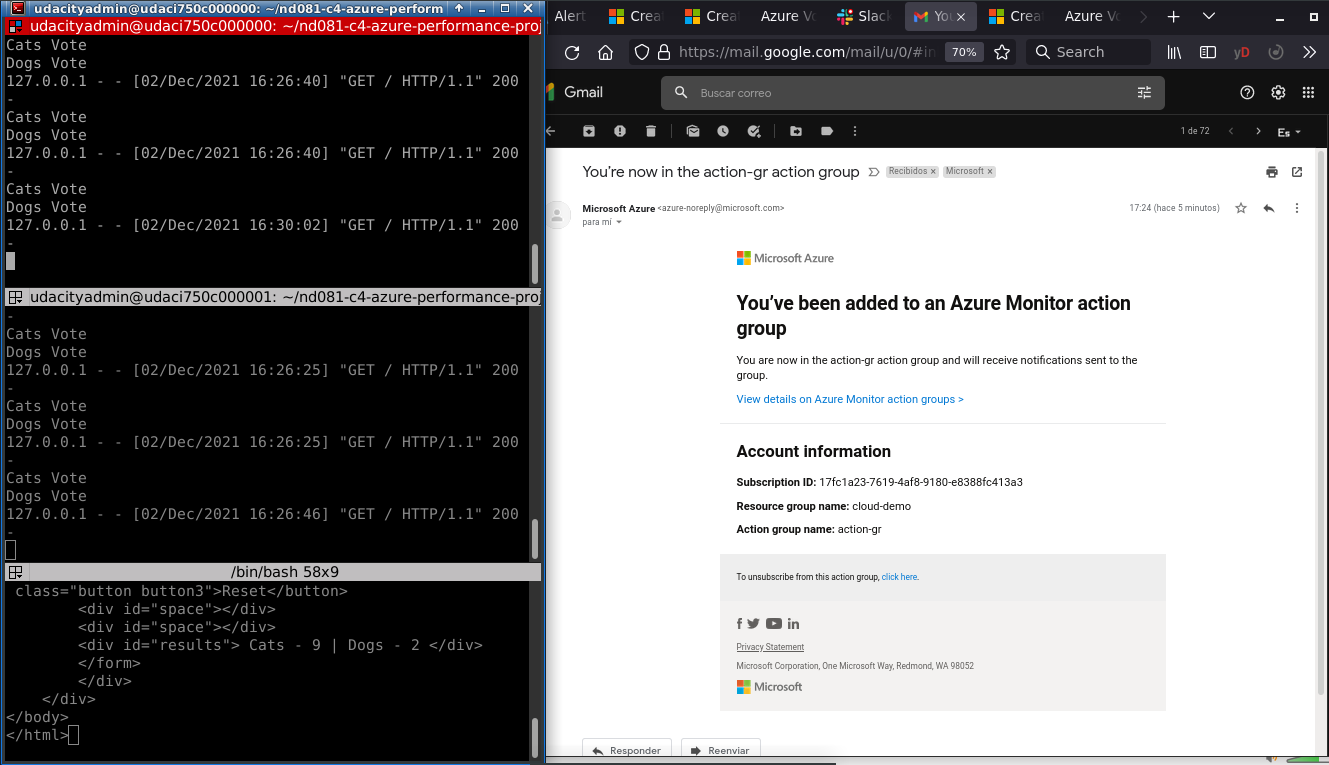 udacityadmin@udaci750c000000: ~/nd081-c4-azure-perform
udacityadmin@udaci750c000000: ~/nd081-c4-azure-performance-proj
Cats Vote
Dogs Vote
127.0.0.1 - - [02/Dec/2021 16:26:40] "GET / HTTP/1.1" 200
-
Cats Vote
Dogs Vote
127.0.0.1 - - [02/Dec/2021 16:26:40] "GET / HTTP/1.1" 200
-
Cats Vote
Dogs Vote
127.0.0.1 - - [02/Dec/2021 16:30:02] "GET / HTTP/1.1" 200
-
udacityadmin@udaci750c000001: ~/nd081-c4-azure-performance-proj
-
Cats Vote
Dogs Vote
127.0.0.1 - - [02/Dec/2021 16:26:25] "GET / HTTP/1.1" 200
-
Cats Vote
Dogs Vote
127.0.0.1 - - [02/Dec/2021 16:26:25] "GET / HTTP/1.1" 200
-
Cats Vote
Dogs Vote
127.0.0.1 - - [02/Dec/2021 16:26:46] "GET / HTTP/1.1" 200
-
/bin/bash 58x9
class="button button3">Reset</button>
<div id="space"></div>
<div id="space"></div>
<div id="results"> Cats - 9 | Dogs - 2 </div>
</form>
</div>
</div>
</body>
</html>
Alert Crea Crea Azure Vo Slack You Crea Azure Vo
https://mail.google.com/mail/u/0/#in 70% Search yD
Gmail Buscar correo
1 de 72 Es
You're now in the action-gr action group Recibidos × Microsoft ×
Microsoft Azure <azure-noreply@microsoft.com> 17:24 (hace 5 minutos)
para mí
Microsoft Azure
You've been added to an Azure Monitor action
group
You are now in the action-gr action group and will receive notifications sent to the
group.
View details on Azure Monitor action groups >
Account information
Subscription ID: 17fc1a23-7619-4af8-9180-e8388fc413a3
Resource group name: cloud-demo
Action group name: action-gr
To unsubscribe from this action group, click here.
Privacy Statement
Microsoft Corporation, One Microsoft Way, Redmond, WA 98052
Microsoft
Responder Reenviar